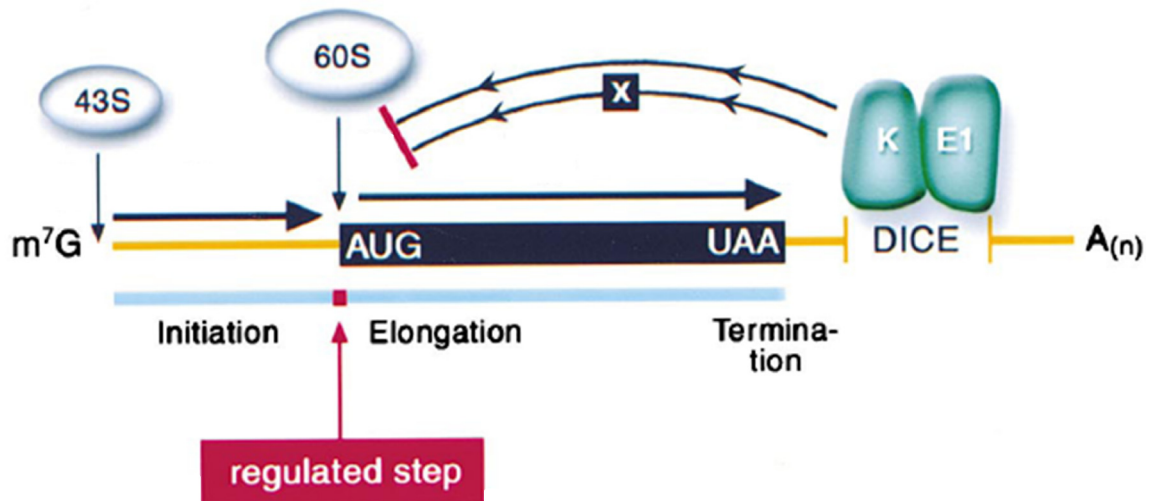 60S
43S
X
K E1
m⁷G
AUG
UAA
DICE
A(n)
Initiation
Elongation
Termina-
tion
regulated step